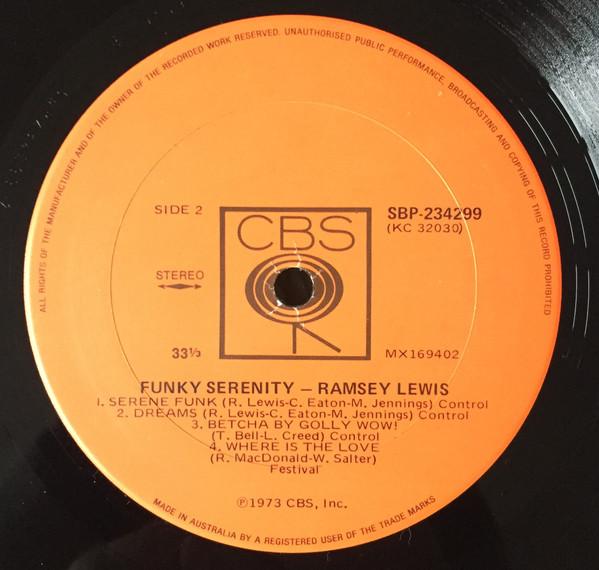 ALL RIGHTS OF THE MANUFACTURER AND OF THE OWNER OF THE RECORDED WORK RESERVED. UNAUTHORISED PUBLIC PERFORMANCE, BROADCASTING AND COPYING OF THIS RECORD PROHIBITED
SIDE 2
CBS
SBP-234299
(KC 32030)
STEREO
33⅓
MX169402
FUNKY SERENITY – RAMSEY LEWIS
1. SERENE FUNK (R. Lewis-C. Eaton-M. Jennings) Control
2. DREAMS (R. Lewis-C. Eaton-M. Jennings) Control
3. BETCHA BY GOLLY WOW!
(T. Bell-L. Creed) Control
4. WHERE IS THE LOVE
(R. MacDonald-W. Salter)
Festival
℗1973 CBS, Inc.
MADE IN AUSTRALIA BY A REGISTERED USER OF THE TRADE MARKS